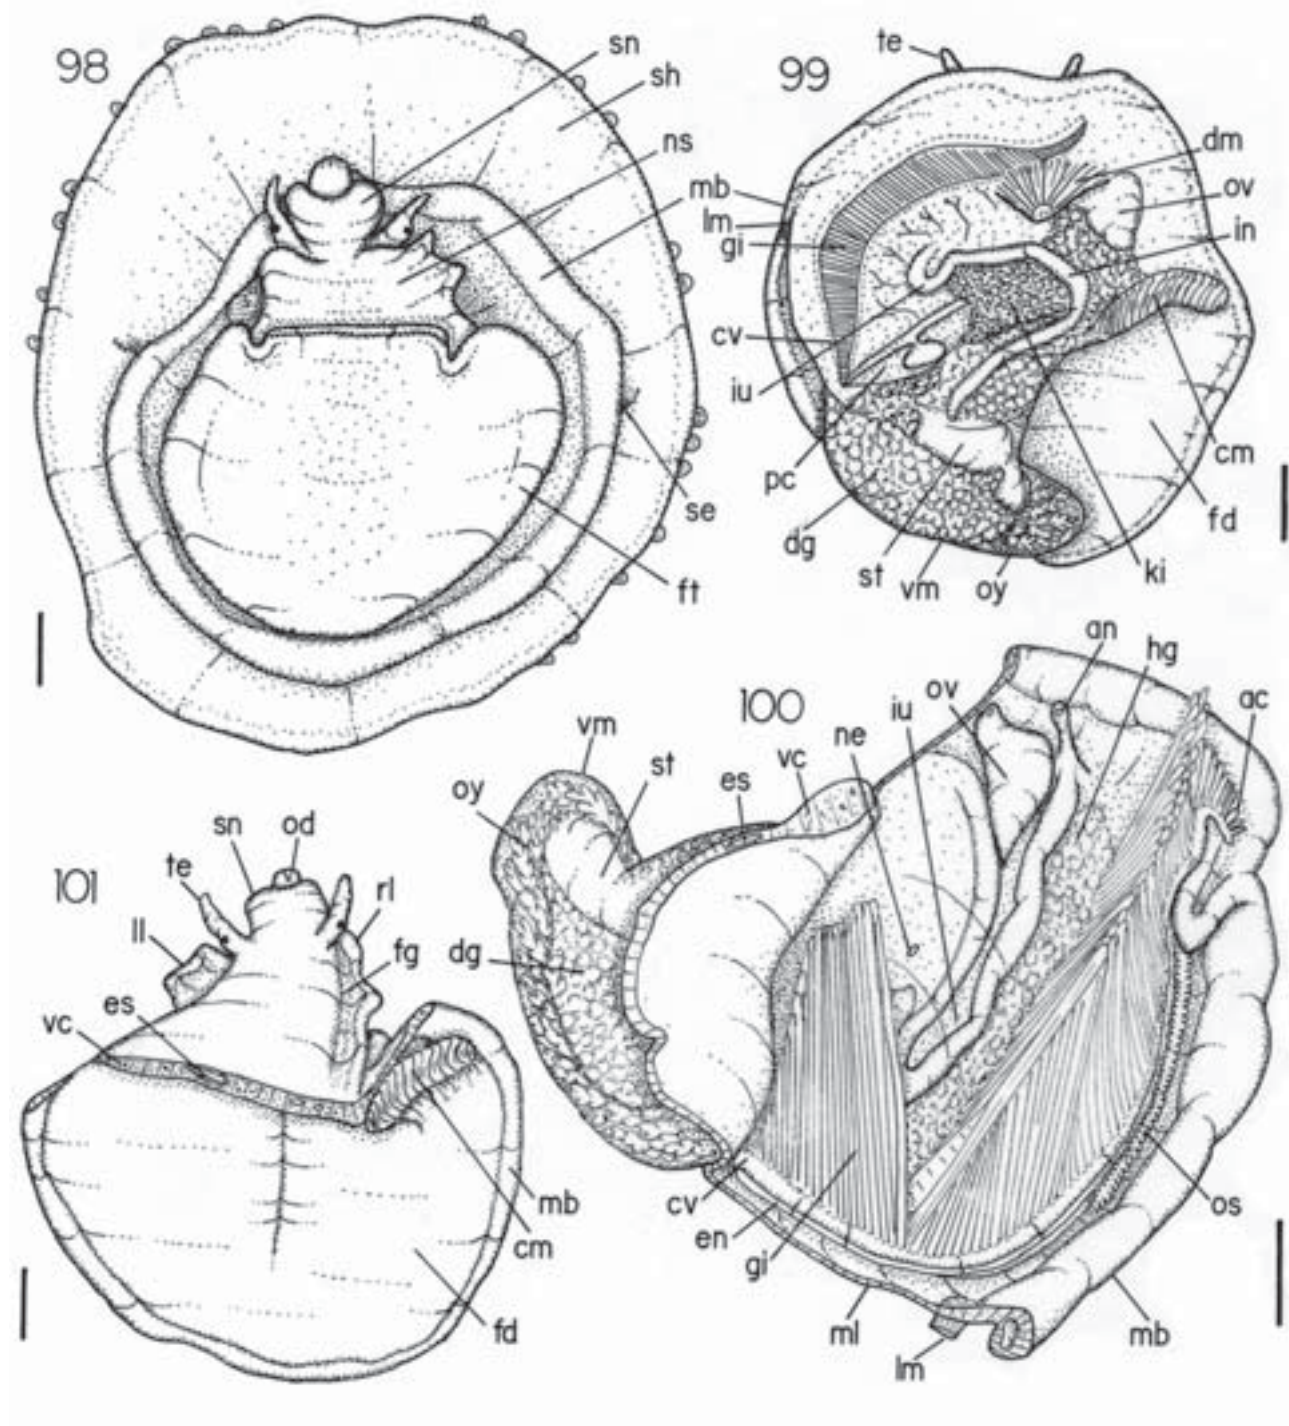 98
sn
sh
ns
mb
se
ft
99
te
dm
ov
in
lm
gi
cv
iu
pc
dg
st
vm
oy
ki
cm
fd
100
an
hg
ac
ov
iu
ne
vc
es
st
vm
oy
dg
cv
en
gi
ml
lm
mb
os
101
sn
od
te
rl
ll
fg
es
vc
mb
cm
fd